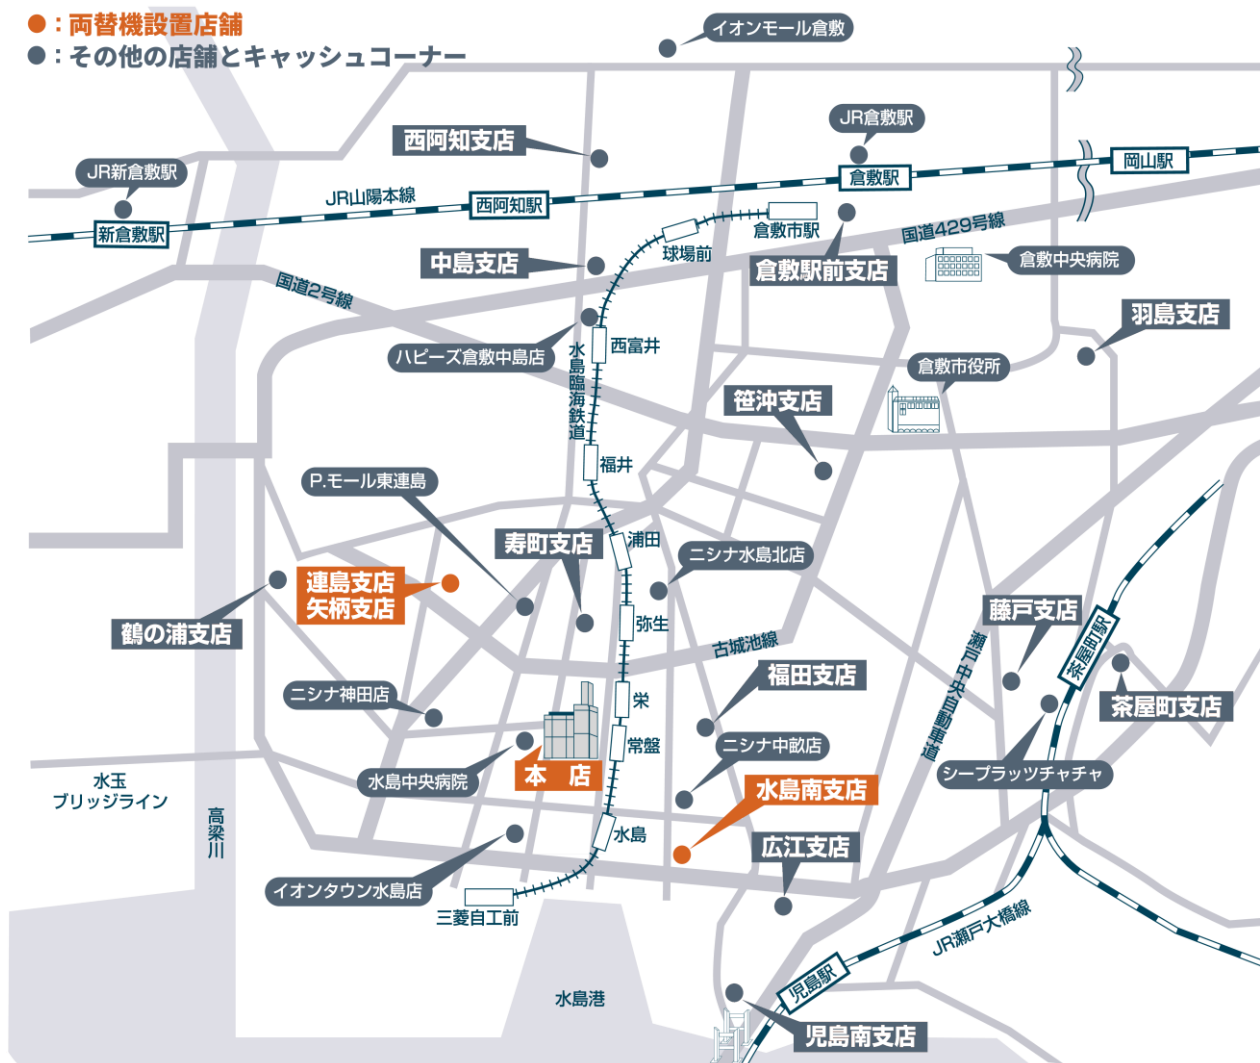 ●：両替機設置店舗
●：その他の店舗とキャッシュコーナー
イオンモール倉敷
西阿知支店
JR倉敷駅
JR新倉敷駅
岡山駅
倉敷駅
JR山陽本線
西阿知駅
新倉敷駅
倉敷市駅
球場前
国道429号線
中島支店
倉敷駅前支店
倉敷中央病院
国道2号線
羽島支店
ハピーズ倉敷中島店
西富井
水島臨海鉄道
倉敷市役所
笹沖支店
福井
P.モール東連島
寿町支店
浦田
ニシナ水島北店
連島支店
矢柄支店
藤戸支店
鶴の浦支店
弥生
古城池線
瀬戸中央自動車道
茶屋町駅
福田支店
ニシナ神田店
栄
茶屋町支店
常盤
ニシナ中畝店
水島中央病院
本　店
シープラッツチャチャ
水玉
ブリッジライン
水島南支店
高梁川
水島
広江支店
イオンタウン水島店
三菱自工前
JR瀬戸大橋線
児島駅
水島港
児島南支店